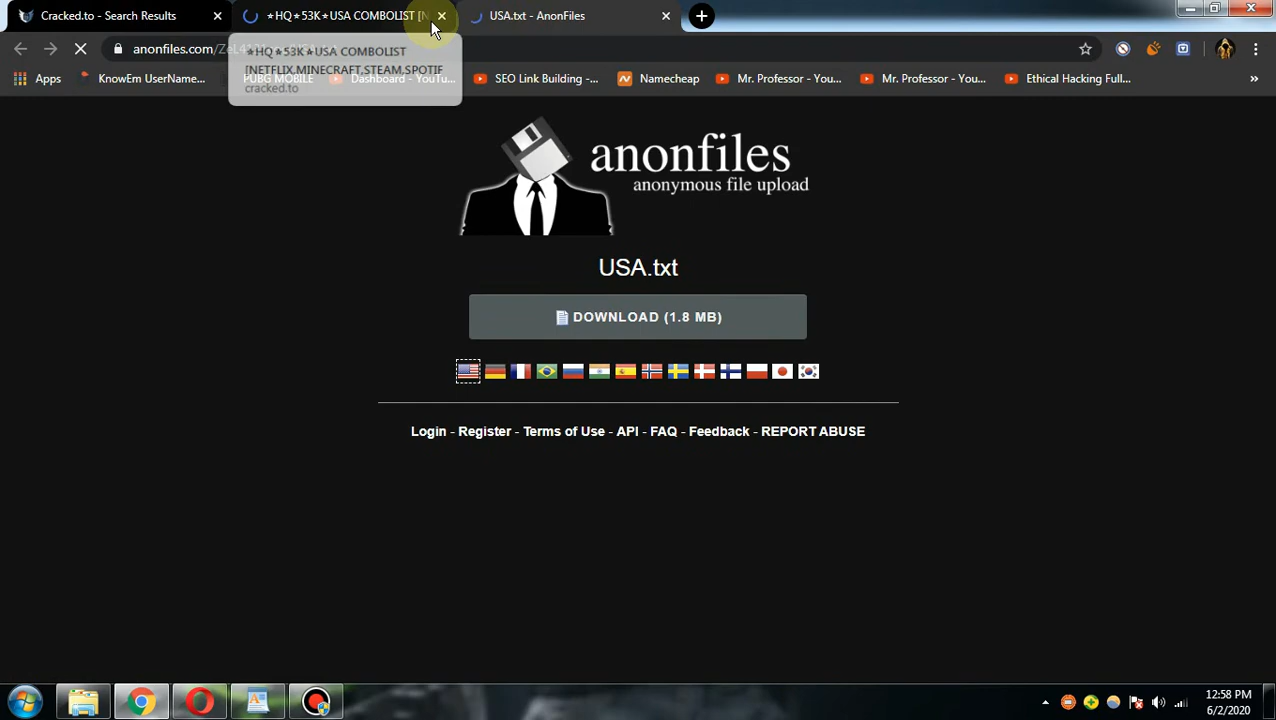 Cracked.to - Search Results
⭐HQ⭐53K⭐USA COMBOLIST [N
USA.txt - AnonFiles
anonfiles.com/
⭐HQ⭐53K⭐USA COMBOLIST
[NETFLIX,MINECRAFT,STEAM,SPOTIF
cracked.to
Apps
KnowEm UserName...
PUBG MOBILE
Dashboard - YouTu...
SEO Link Building -...
Namecheap
Mr. Professor - You...
Mr. Professor - You...
Ethical Hacking Full...
»
anonfiles
anonymous file upload
USA.txt
DOWNLOAD (1.8 MB)
Login - Register - Terms of Use - API - FAQ - Feedback - REPORT ABUSE
12:58 PM
6/2/2020